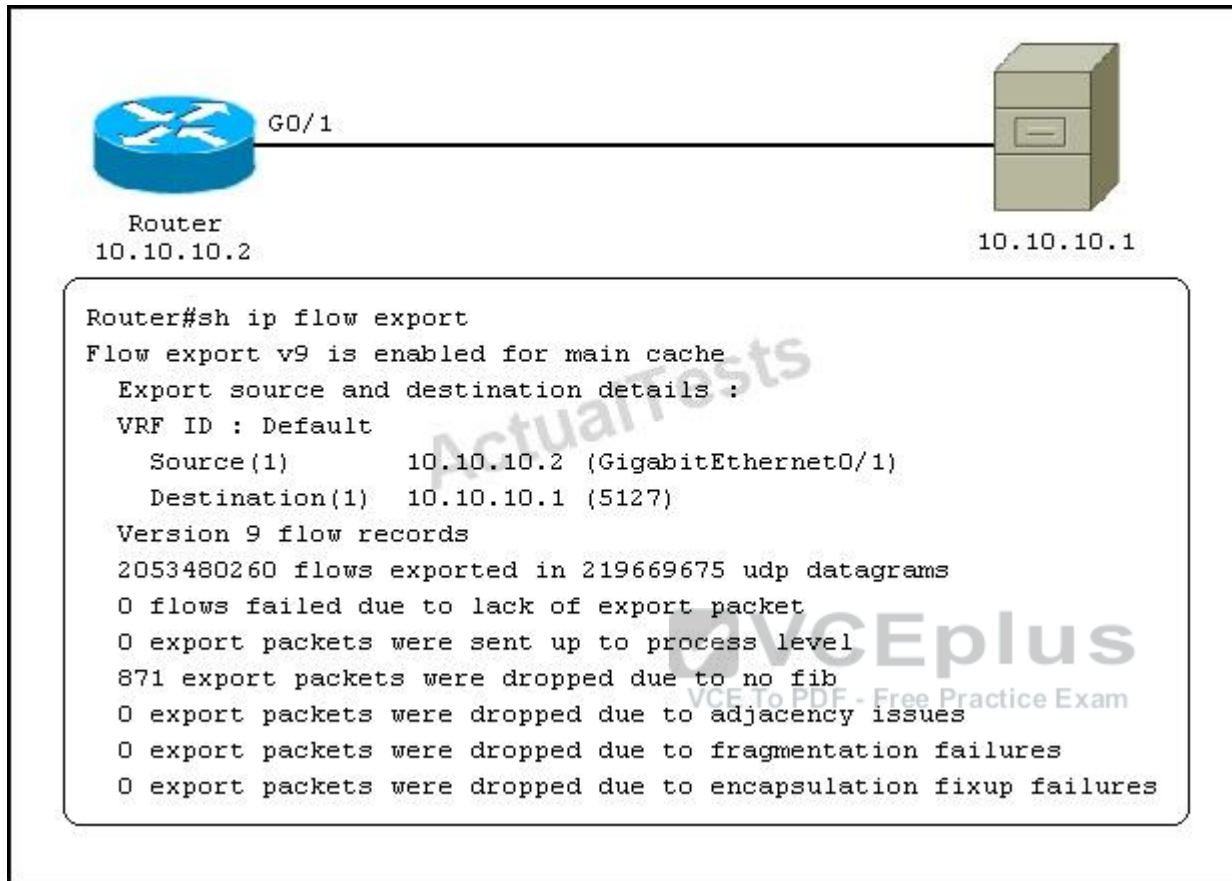 G0/1
Router
10.10.10.2
10.10.10.1
Router#sh ip flow export
Flow export v9 is enabled for main cache
Export source and destination details :
VRF ID : Default
Source(1) 10.10.10.2 (GigabitEthernet0/1)
Destination(1) 10.10.10.1 (5127)
Version 9 flow records
2053480260 flows exported in 219669675 udp datagrams
0 flows failed due to lack of export packet
0 export packets were sent up to process level
871 export packets were dropped due to no fib
0 export packets were dropped due to adjacency issues
0 export packets were dropped due to fragmentation failures
0 export packets were dropped due to encapsulation fixup failures
ActualTests
VCEplus
VCE To PDF - Free Practice Exam